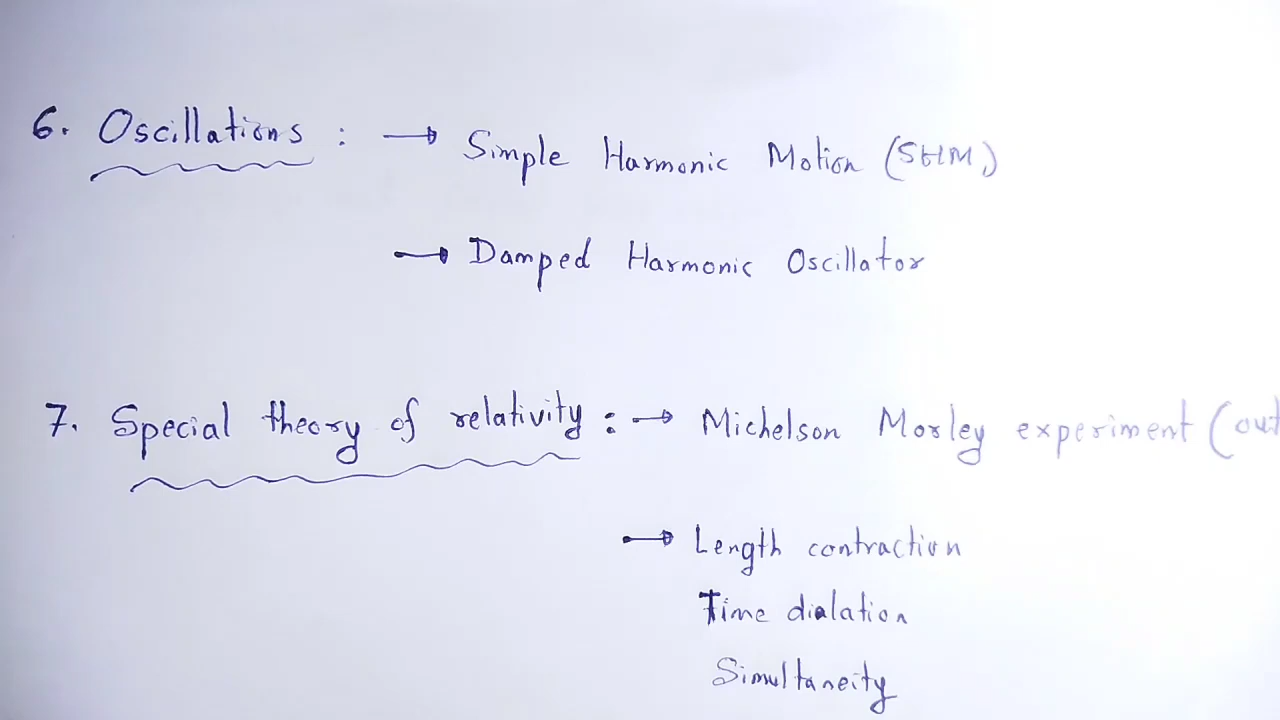 6. Oscillations : → Simple Harmonic Motion (SHM)
→ Damped Harmonic Oscillator
7. Special theory of relativity : → Michelson Morley experiment (out
→ Length contraction
Time dialation
Simultaneity